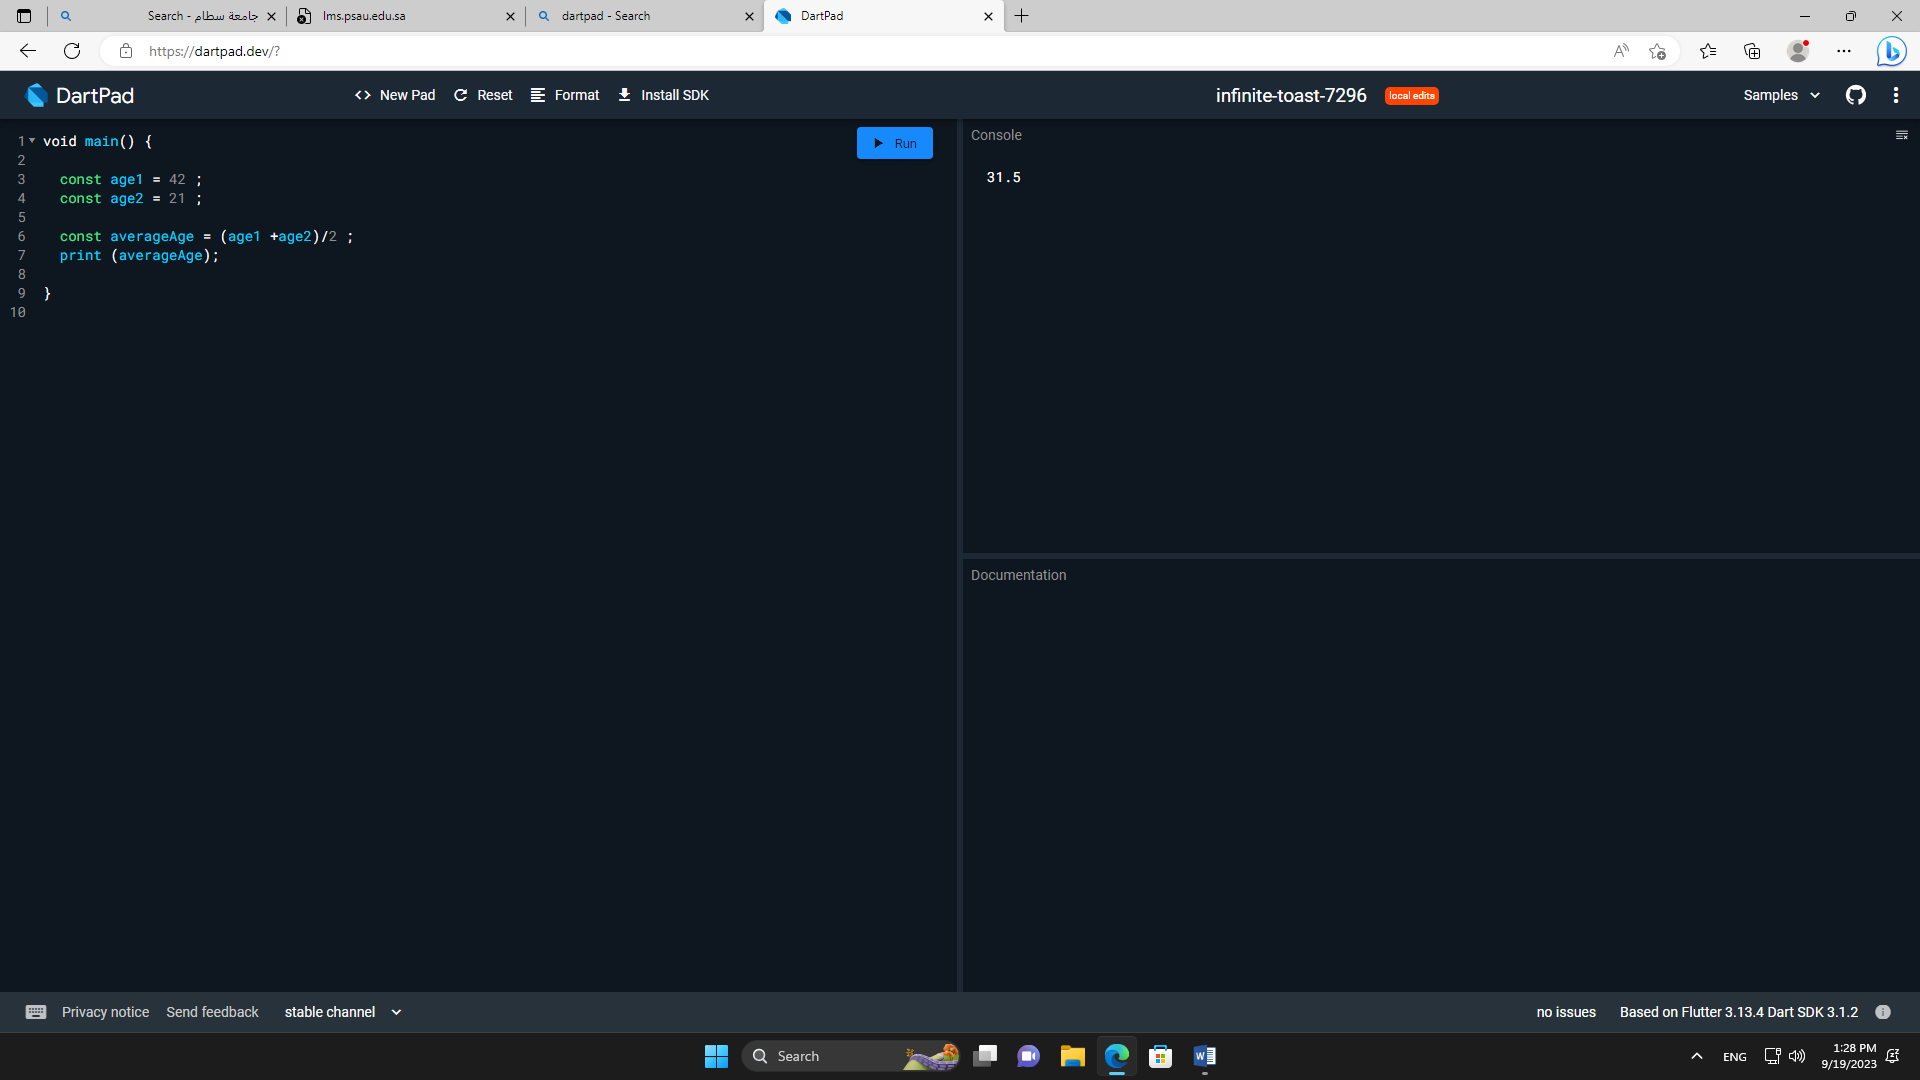 Search - جامعة سطام
lms.psau.edu.sa
dartpad - Search
DartPad
https://dartpad.dev/?
DartPad
New Pad
Reset
Format
Install SDK
infinite-toast-7296
local edits
Samples
1 void main() {
2
3 const age1 = 42 ;
4 const age2 = 21 ;
5
6 const averageAge = (age1 +age2)/2 ;
7 print (averageAge);
8
9 }
10
Run
Console
31.5
Documentation
Privacy notice
Send feedback
stable channel
no issues
Based on Flutter 3.13.4 Dart SDK 3.1.2
Search
ENG
1:28 PM
9/19/2023